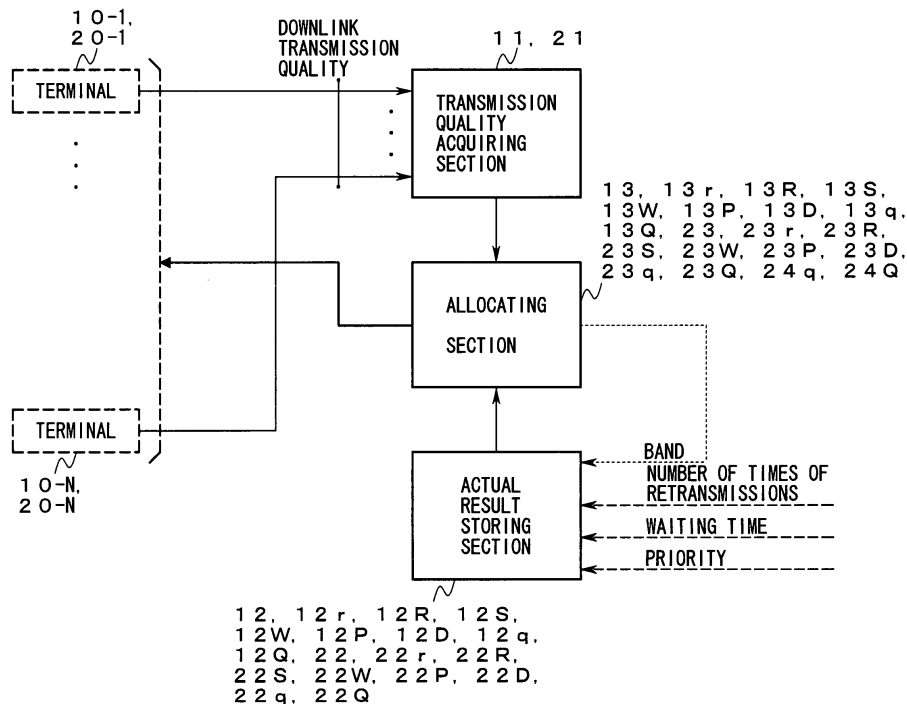 10-1,
20-1
TERMINAL
DOWNLINK
TRANSMISSION
QUALITY
11, 21
TRANSMISSION
QUALITY
ACQUIRING
SECTION
13, 13r, 13R, 13S,
13W, 13P, 13D, 13q,
13Q, 23, 23r, 23R,
23S, 23W, 23P, 23D,
23q, 23Q, 24q, 24Q
ALLOCATING
SECTION
TERMINAL
10-N,
20-N
ACTUAL
RESULT
STORING
SECTION
BAND
NUMBER OF TIMES OF
RETRANSMISSIONS
WAITING TIME
PRIORITY
12, 12r, 12R, 12S,
12W, 12P, 12D, 12q,
12Q, 22, 22r, 22R,
22S, 22W, 22P, 22D,
22q, 22Q